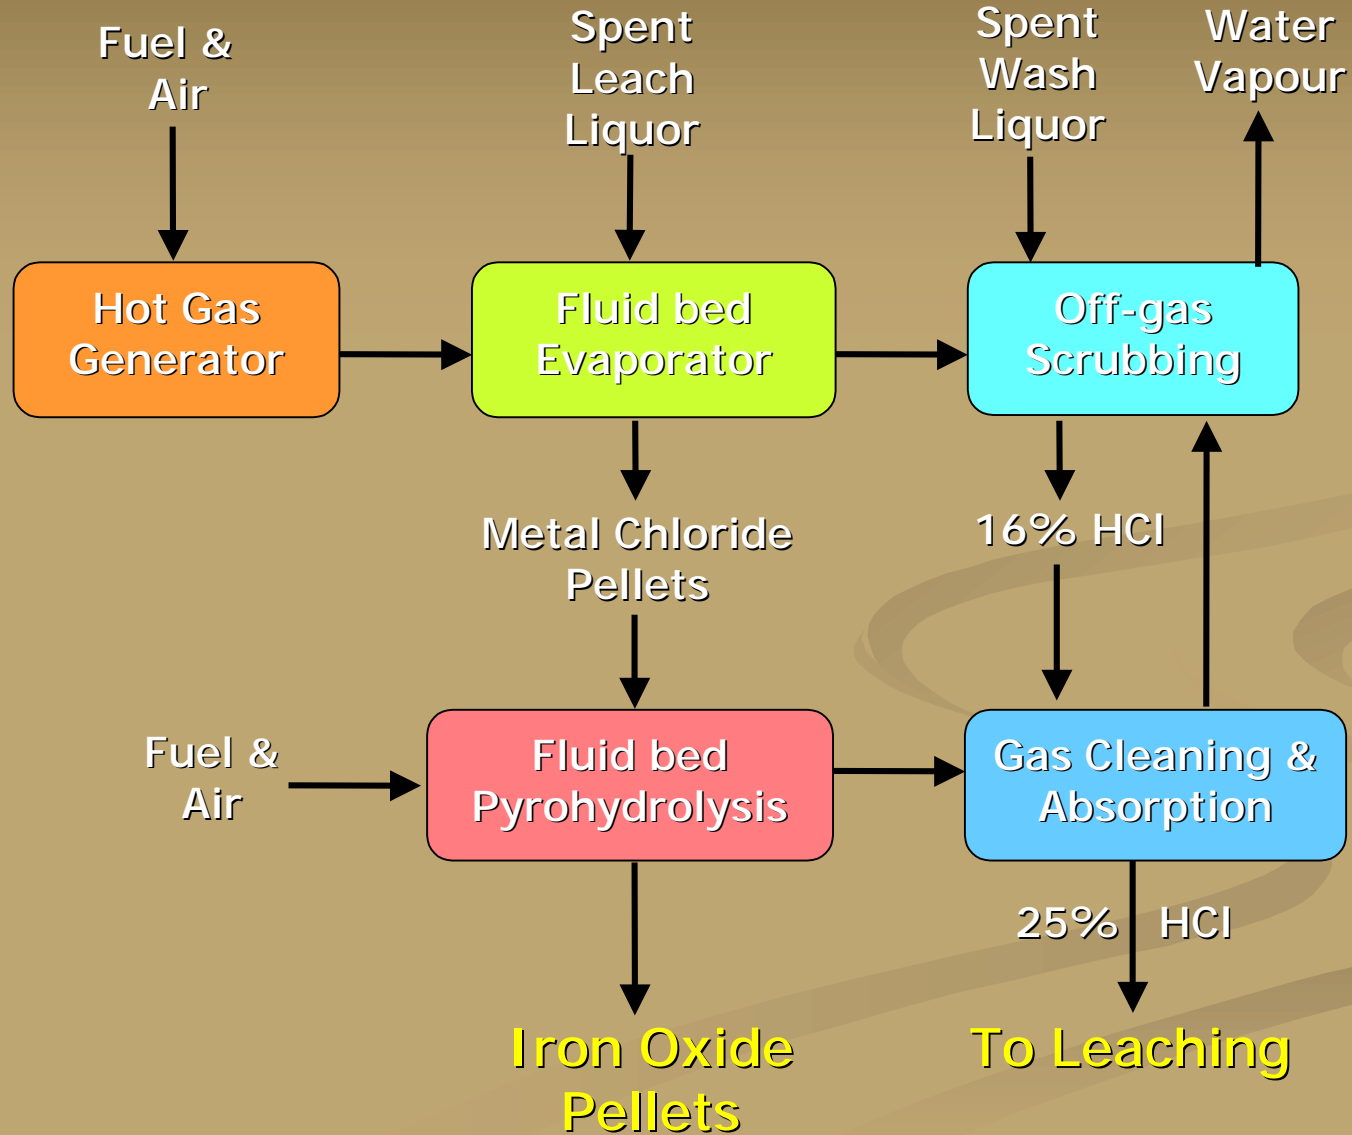 Fuel &
Air
Spent
Leach
Liquor
Spent
Wash
Liquor
Water
Vapour
Hot Gas
Generator
Fluid bed
Evaporator
Off-gas
Scrubbing
Metal Chloride
Pellets
16% HCl
Fuel &
Air
Fluid bed
Pyrohydrolysis
Gas Cleaning &
Absorption
25% HCl
Iron Oxide
Pellets
To Leaching